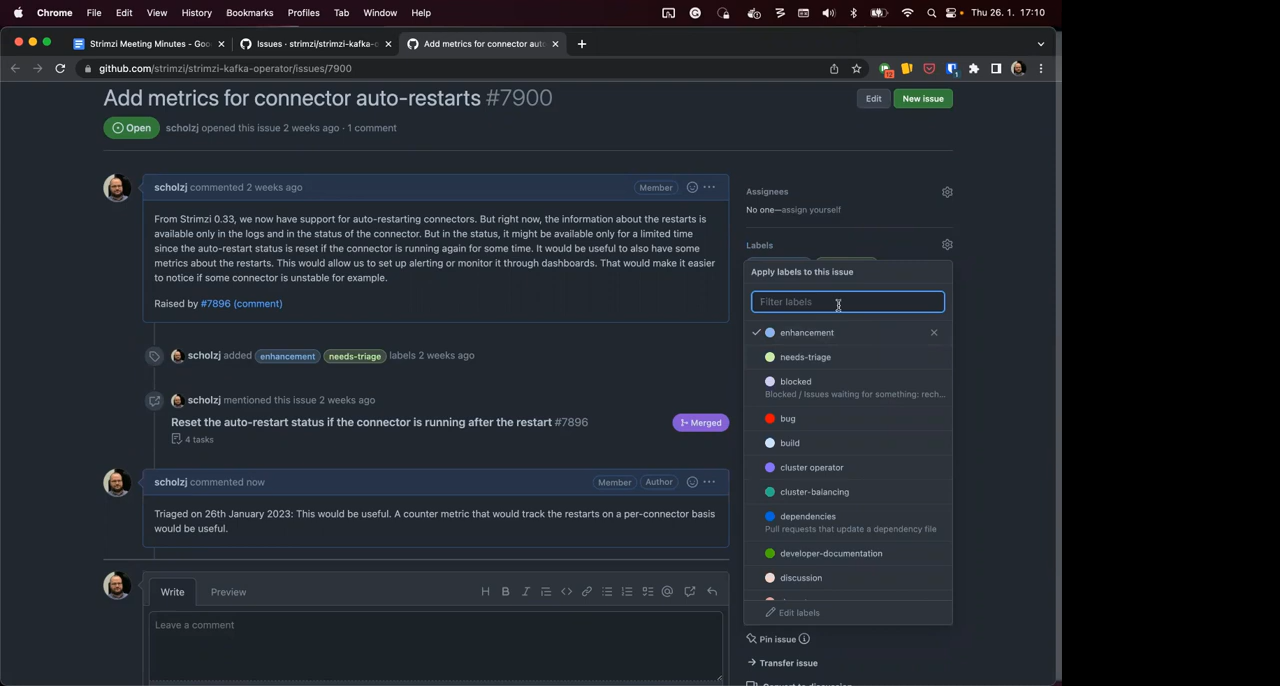 Chrome File Edit View History Bookmarks Profiles Tab Window Help Thu 26. 1. 17:10
Strimzi Meeting Minutes - Goo
Issues · strimzi/strimzi-kafka-o
Add metrics for connector auto
github.com/strimzi/strimzi-kafka-operator/issues/7900
12
1
Add metrics for connector auto-restarts #7900
Edit
New issue
Open
scholzj opened this issue 2 weeks ago · 1 comment
scholzj commented 2 weeks ago
Member
From Strimzi 0.33, we now have support for auto-restarting connectors. But right now, the information about the restarts is
available only in the logs and in the status of the connector. But in the status, it might be available only for a limited time
since the auto-restart status is reset if the connector is running again for some time. It would be useful to also have some
metrics about the restarts. This would allow us to set up alerting or monitor it through dashboards. That would make it easier
to notice if some connector is unstable for example.
Raised by #7896 (comment)
scholzj added enhancement needs-triage labels 2 weeks ago
scholzj mentioned this issue 2 weeks ago
Reset the auto-restart status if the connector is running after the restart #7896
Merged
4 tasks
scholzj commented now
Member
Author
Triaged on 26th January 2023: This would be useful. A counter metric that would track the restarts on a per-connector basis
would be useful.
Write
Preview
H B I
Leave a comment
Assignees
No one—assign yourself
Labels
Apply labels to this issue
Filter labels
enhancement
needs-triage
blocked
Blocked / Issues waiting for something: rech...
bug
build
cluster operator
cluster-balancing
dependencies
Pull requests that update a dependency file
developer-documentation
discussion
Edit labels
Pin issue
Transfer issue